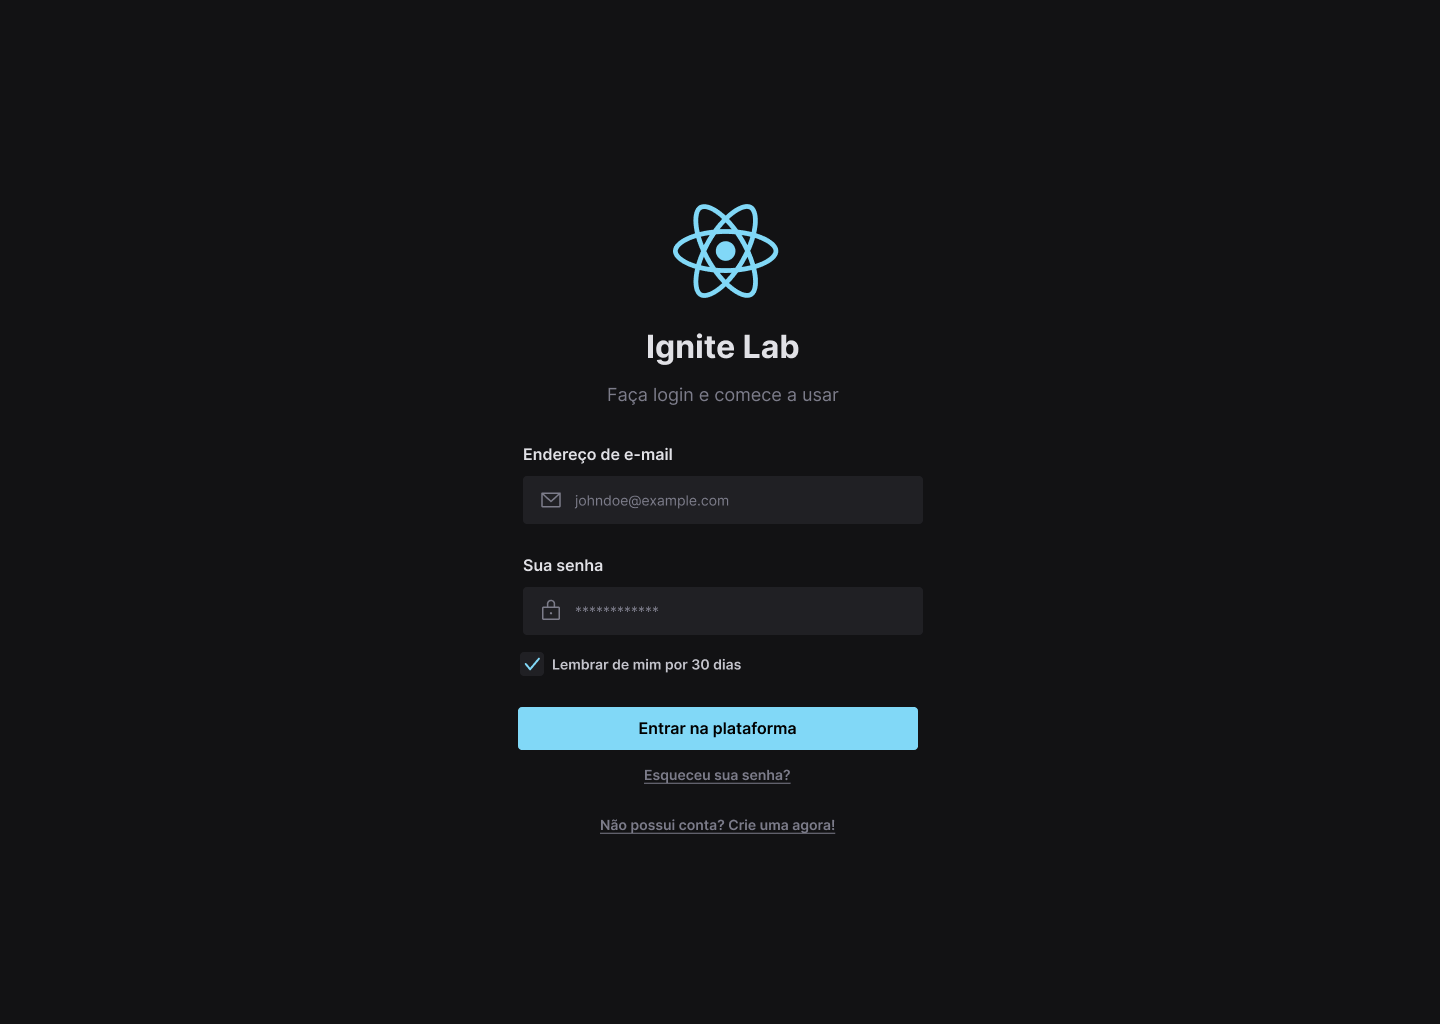 Ignite Lab
Faça login e comece a usar
Endereço de e-mail
johndoe@example.com
Sua senha
************
Lembrar de mim por 30 dias
Entrar na plataforma
Esqueceu sua senha?
Não possui conta? Crie uma agora!